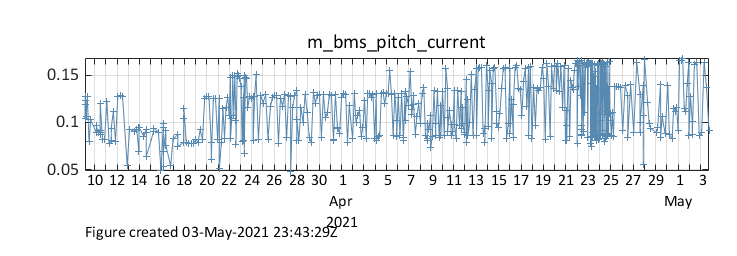 m_bms_pitch_current
0.15
0.1
0.05
10 12 14 16 18 20 22 24 26 28 30 1 3 5 7 9 11 13 15 17 19 21 23 25 27 29 1 3
Apr May
2021
Figure created 03-May-2021 23:43:29Z